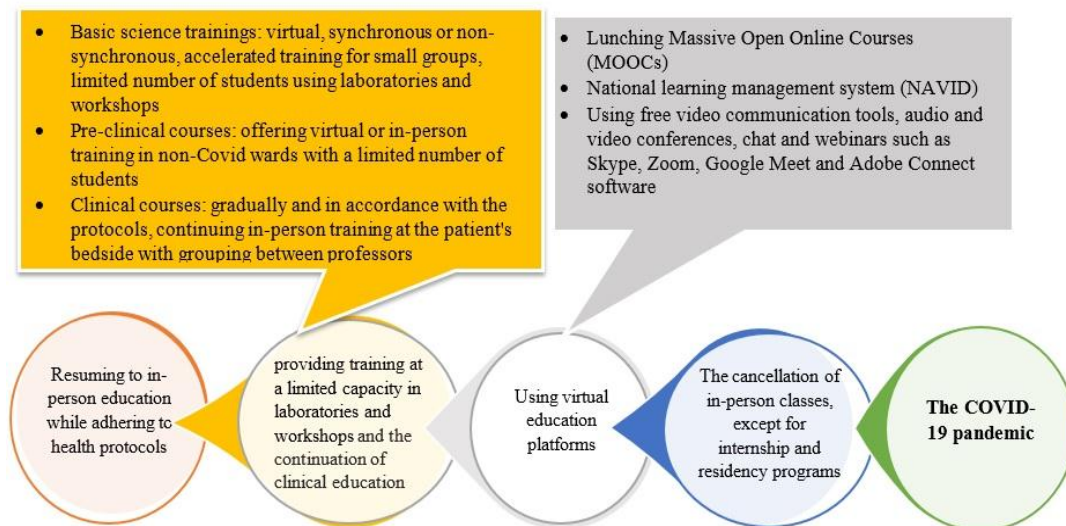 • Basic science trainings: virtual, synchronous or non-
synchronous, accelerated training for small groups,
limited number of students using laboratories and
workshops
• Pre-clinical courses: offering virtual or in-person
training in non-Covid wards with a limited number of
students
• Clinical courses: gradually and in accordance with the
protocols, continuing in-person training at the patient's
bedside with grouping between professors
• Lunching Massive Open Online Courses
(MOOCs)
• National learning management system (NAVID)
• Using free video communication tools, audio and
video conferences, chat and webinars such as
Skype, Zoom, Google Meet and Adobe Connect
software
Resuming to in-
person education
while adhering to
health protocols
providing training at
a limited capacity in
laboratories and
workshops and the
continuation of
clinical education
Using virtual
education
platforms
The cancellation of
in-person classes,
except for
internship and
residency programs
The COVID-
19 pandemic